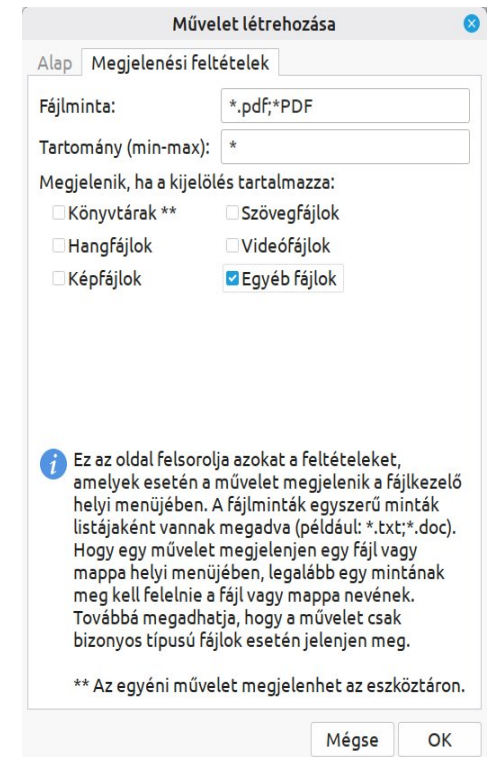 Művelet létrehozása
Alap Megjelenési feltételek
Fájlminta: *.pdf;*PDF
Tartomány (min-max): *
Megjelenik, ha a kijelölés tartalmazza:
Könyvtárak ** Szövegfájlok
Hangfájlok Videófájlok
Képfájlok Egyéb fájlok
Ez az oldal felsorolja azokat a feltételeket,
amelyek esetén a művelet megjelenik a fájlkezelő
helyi menüjében. A fájlminták egyszerű minták
listájaként vannak megadva (például: *.txt;*.doc).
Hogy egy művelet megjelenjen egy fájl vagy
mappa helyi menüjében, legalább egy mintának
meg kell felelnie a fájl vagy mappa nevének.
Továbbá megadhatja, hogy a művelet csak
bizonyos típusú fájlok esetén jelenjen meg.
** Az egyéni művelet megjelenhet az eszköztáron.
Mégse OK